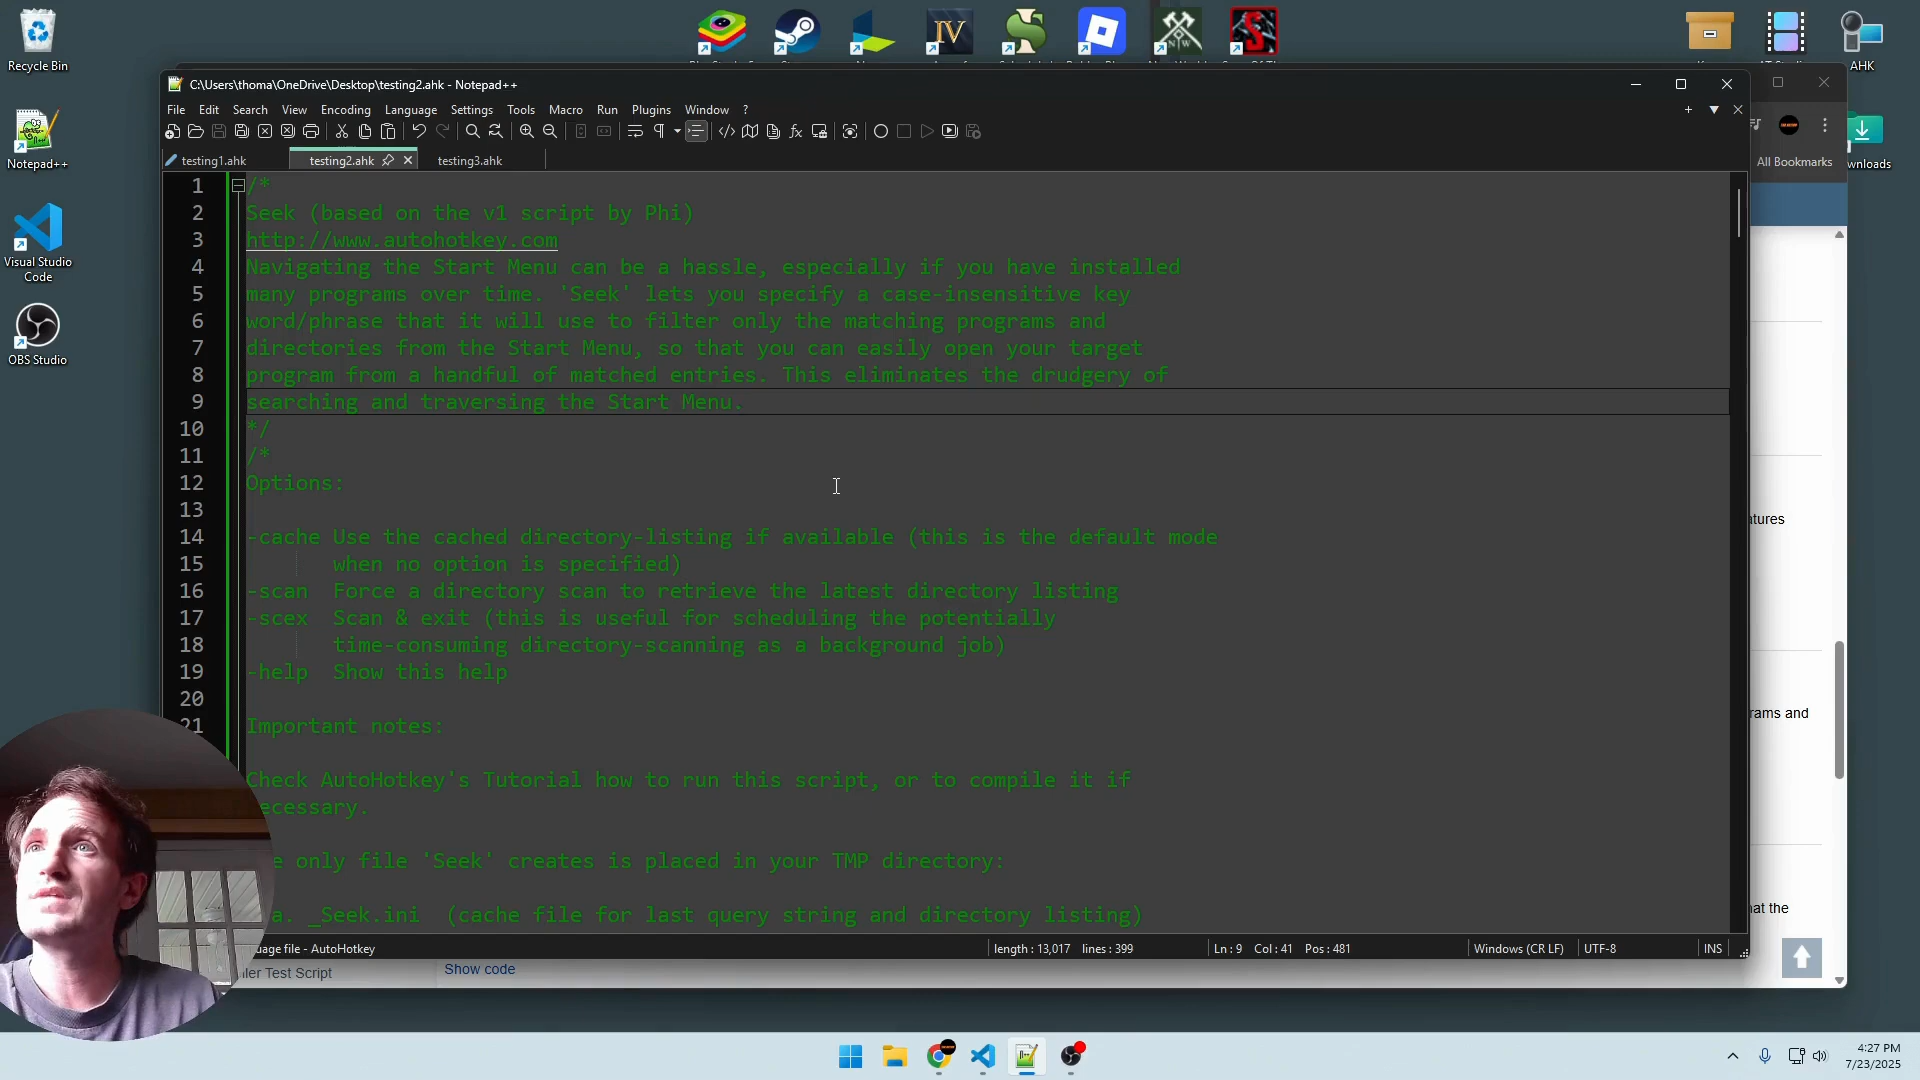 Recycle Bin
Notepad++
Visual Studio
Code
OBS Studio
AHK
C:\Users\thoma\OneDrive\Desktop\testing2.ahk - Notepad++
File Edit Search View Encoding Language Settings Tools Macro Run Plugins Window ?
testing1.ahk testing2.ahk testing3.ahk
All Bookmarks
wnloads
1 /*
2 Seek (based on the v1 script by Phi)
3 http://www.autohotkey.com
4 Navigating the Start Menu can be a hassle, especially if you have installed
5 many programs over time. 'Seek' lets you specify a case-insensitive key
6 word/phrase that it will use to filter only the matching programs and
7 directories from the Start Menu, so that you can easily open your target
8 program from a handful of matched entries. This eliminates the drudgery of
9 searching and traversing the Start Menu.
10 */
11 /*
12 Options:
13
14 -cache Use the cached directory-listing if available (this is the default mode
15 when no option is specified)
16 -scan Force a directory scan to retrieve the latest directory listing
17 -scex Scan & exit (this is useful for scheduling the potentially
18 time-consuming directory-scanning as a background job)
19 -help Show this help
20
21 Important notes:
Check AutoHotkey's Tutorial how to run this script, or to compile it if
ecessary.
e only file 'Seek' creates is placed in your TMP directory:
a. _Seek.ini (cache file for last query string and directory listing)
atures
rams and
hat the
uage file - AutoHotkey length : 13,017 lines : 399 Ln : 9 Col : 41 Pos : 481 Windows (CR LF) UTF-8 INS
ller Test Script
Show code
4:27 PM
7/23/2025